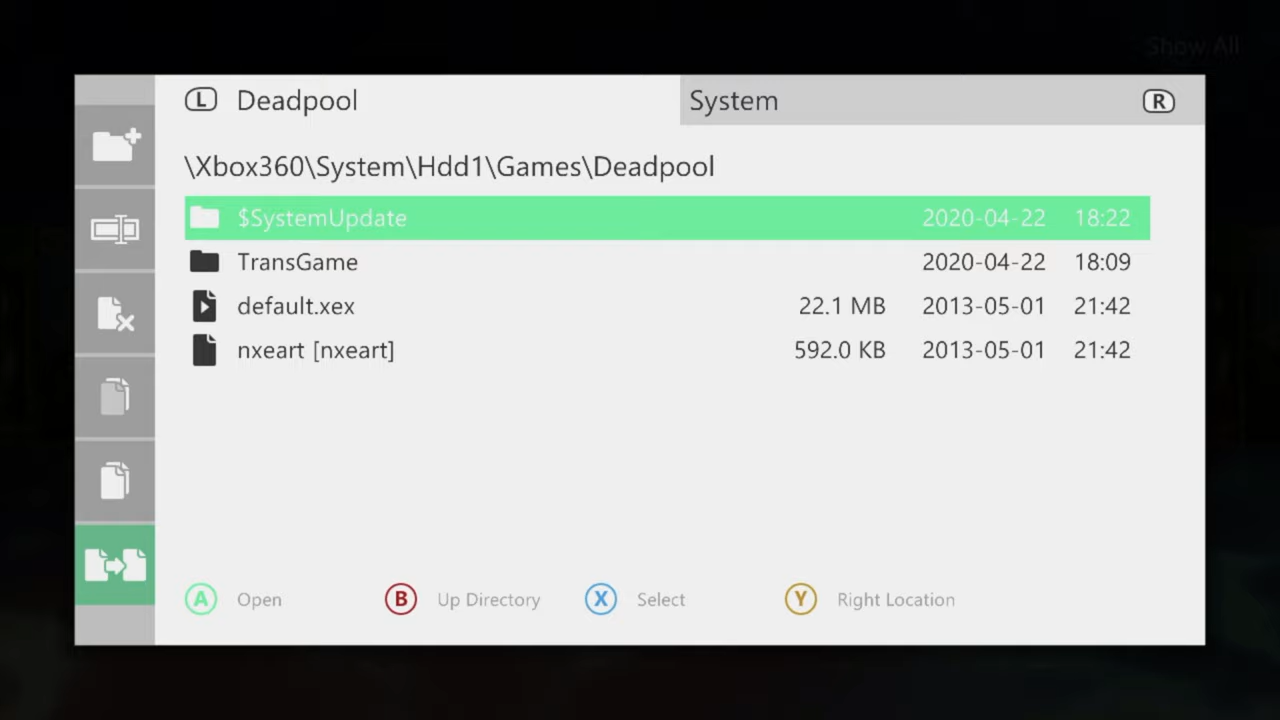 Show All
L Deadpool
System R
\Xbox360\System\Hdd1\Games\Deadpool
$SystemUpdate 2020-04-22 18:22
TransGame 2020-04-22 18:09
default.xex 22.1 MB 2013-05-01 21:42
nxeart [nxeart] 592.0 KB 2013-05-01 21:42
A Open B Up Directory X Select Y Right Location